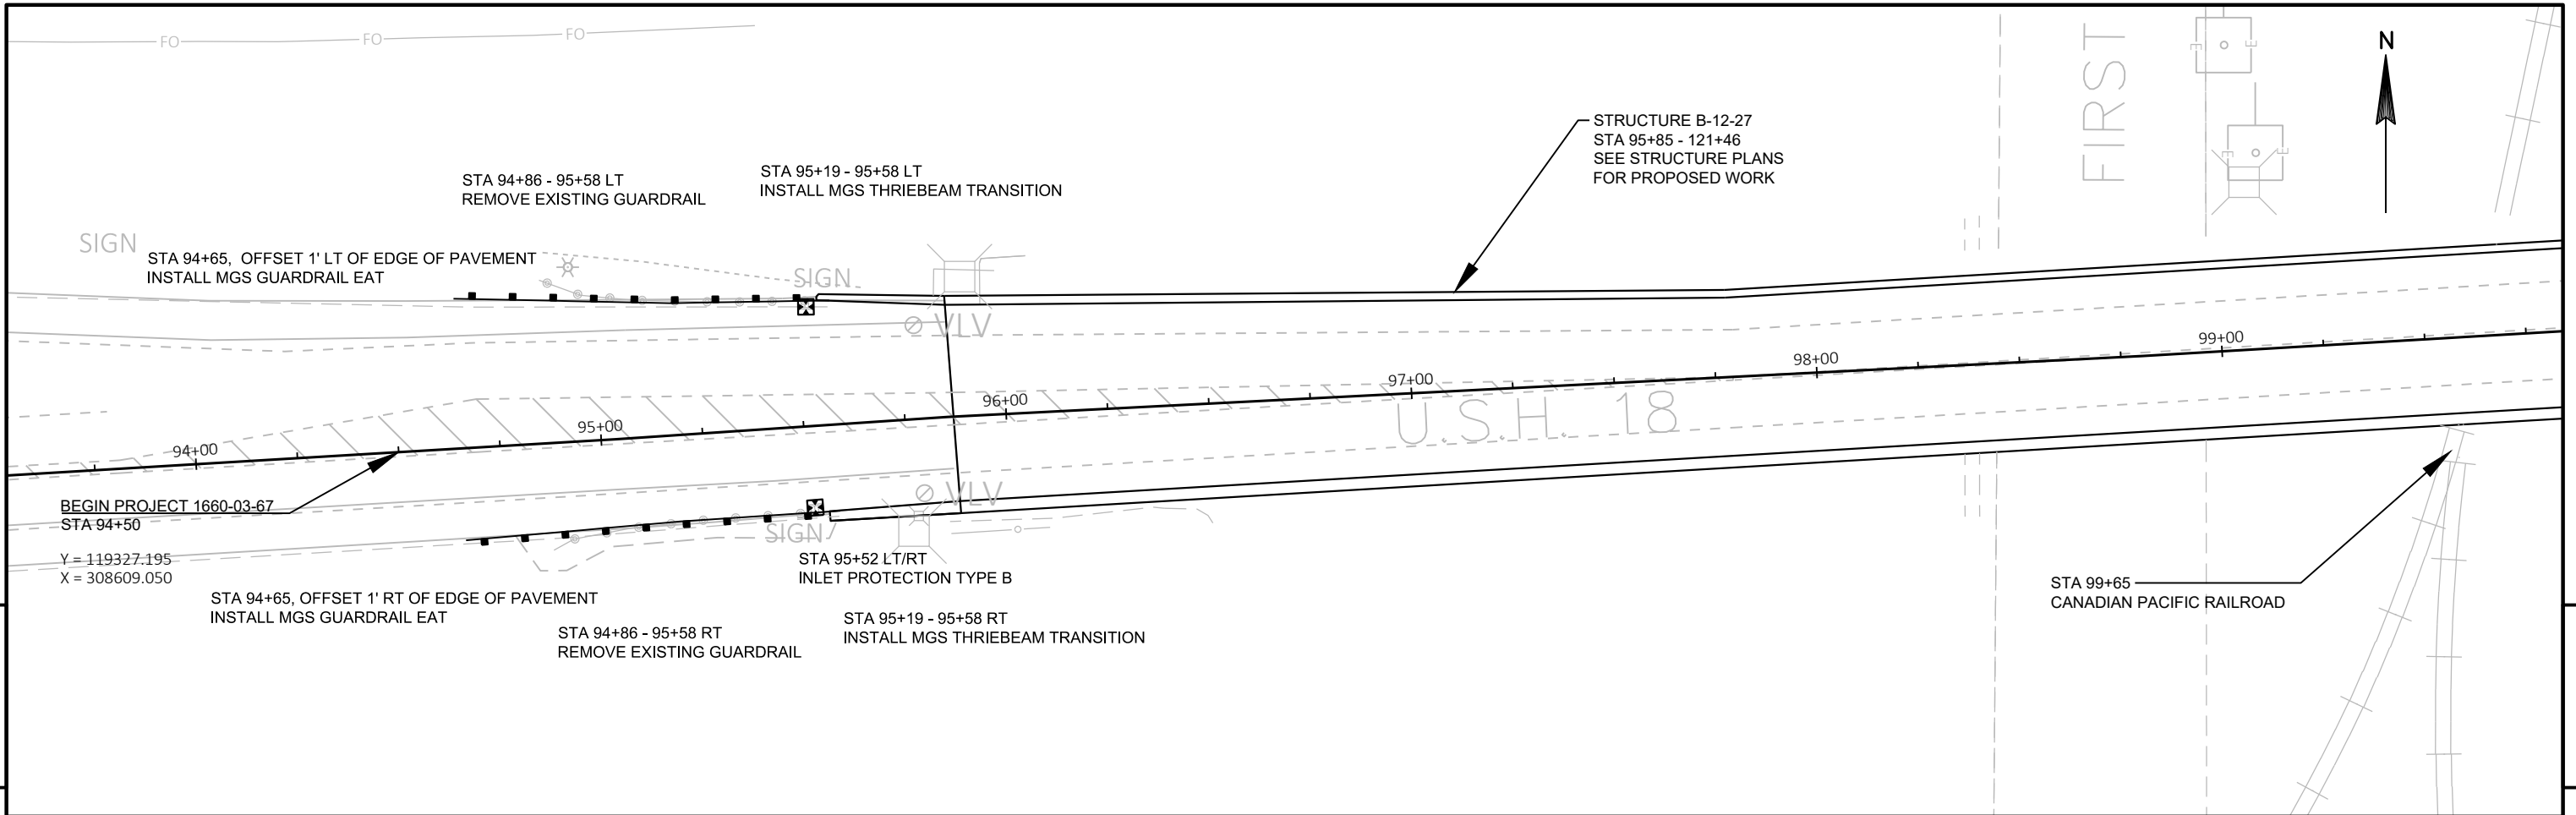 FO FO FO
FIRST
E E
N
STRUCTURE B-12-27
STA 95+85 - 121+46
SEE STRUCTURE PLANS
FOR PROPOSED WORK
E E
STA 94+86 - 95+58 LT
REMOVE EXISTING GUARDRAIL
STA 95+19 - 95+58 LT
INSTALL MGS THRIEBEAM TRANSITION
SIGN
STA 94+65, OFFSET 1' LT OF EDGE OF PAVEMENT
INSTALL MGS GUARDRAIL EAT
SIGN
VLV
94+00
95+00
96+00
97+00
98+00
99+00
U.S.H. 18
BEGIN PROJECT 1660-03-67
STA 94+50
Y = 119327.195
X = 308609.050
VLV
SIGN
STA 95+52 LT/RT
INLET PROTECTION TYPE B
STA 94+65, OFFSET 1' RT OF EDGE OF PAVEMENT
INSTALL MGS GUARDRAIL EAT
STA 94+86 - 95+58 RT
REMOVE EXISTING GUARDRAIL
STA 95+19 - 95+58 RT
INSTALL MGS THRIEBEAM TRANSITION
STA 99+65
CANADIAN PACIFIC RAILROAD